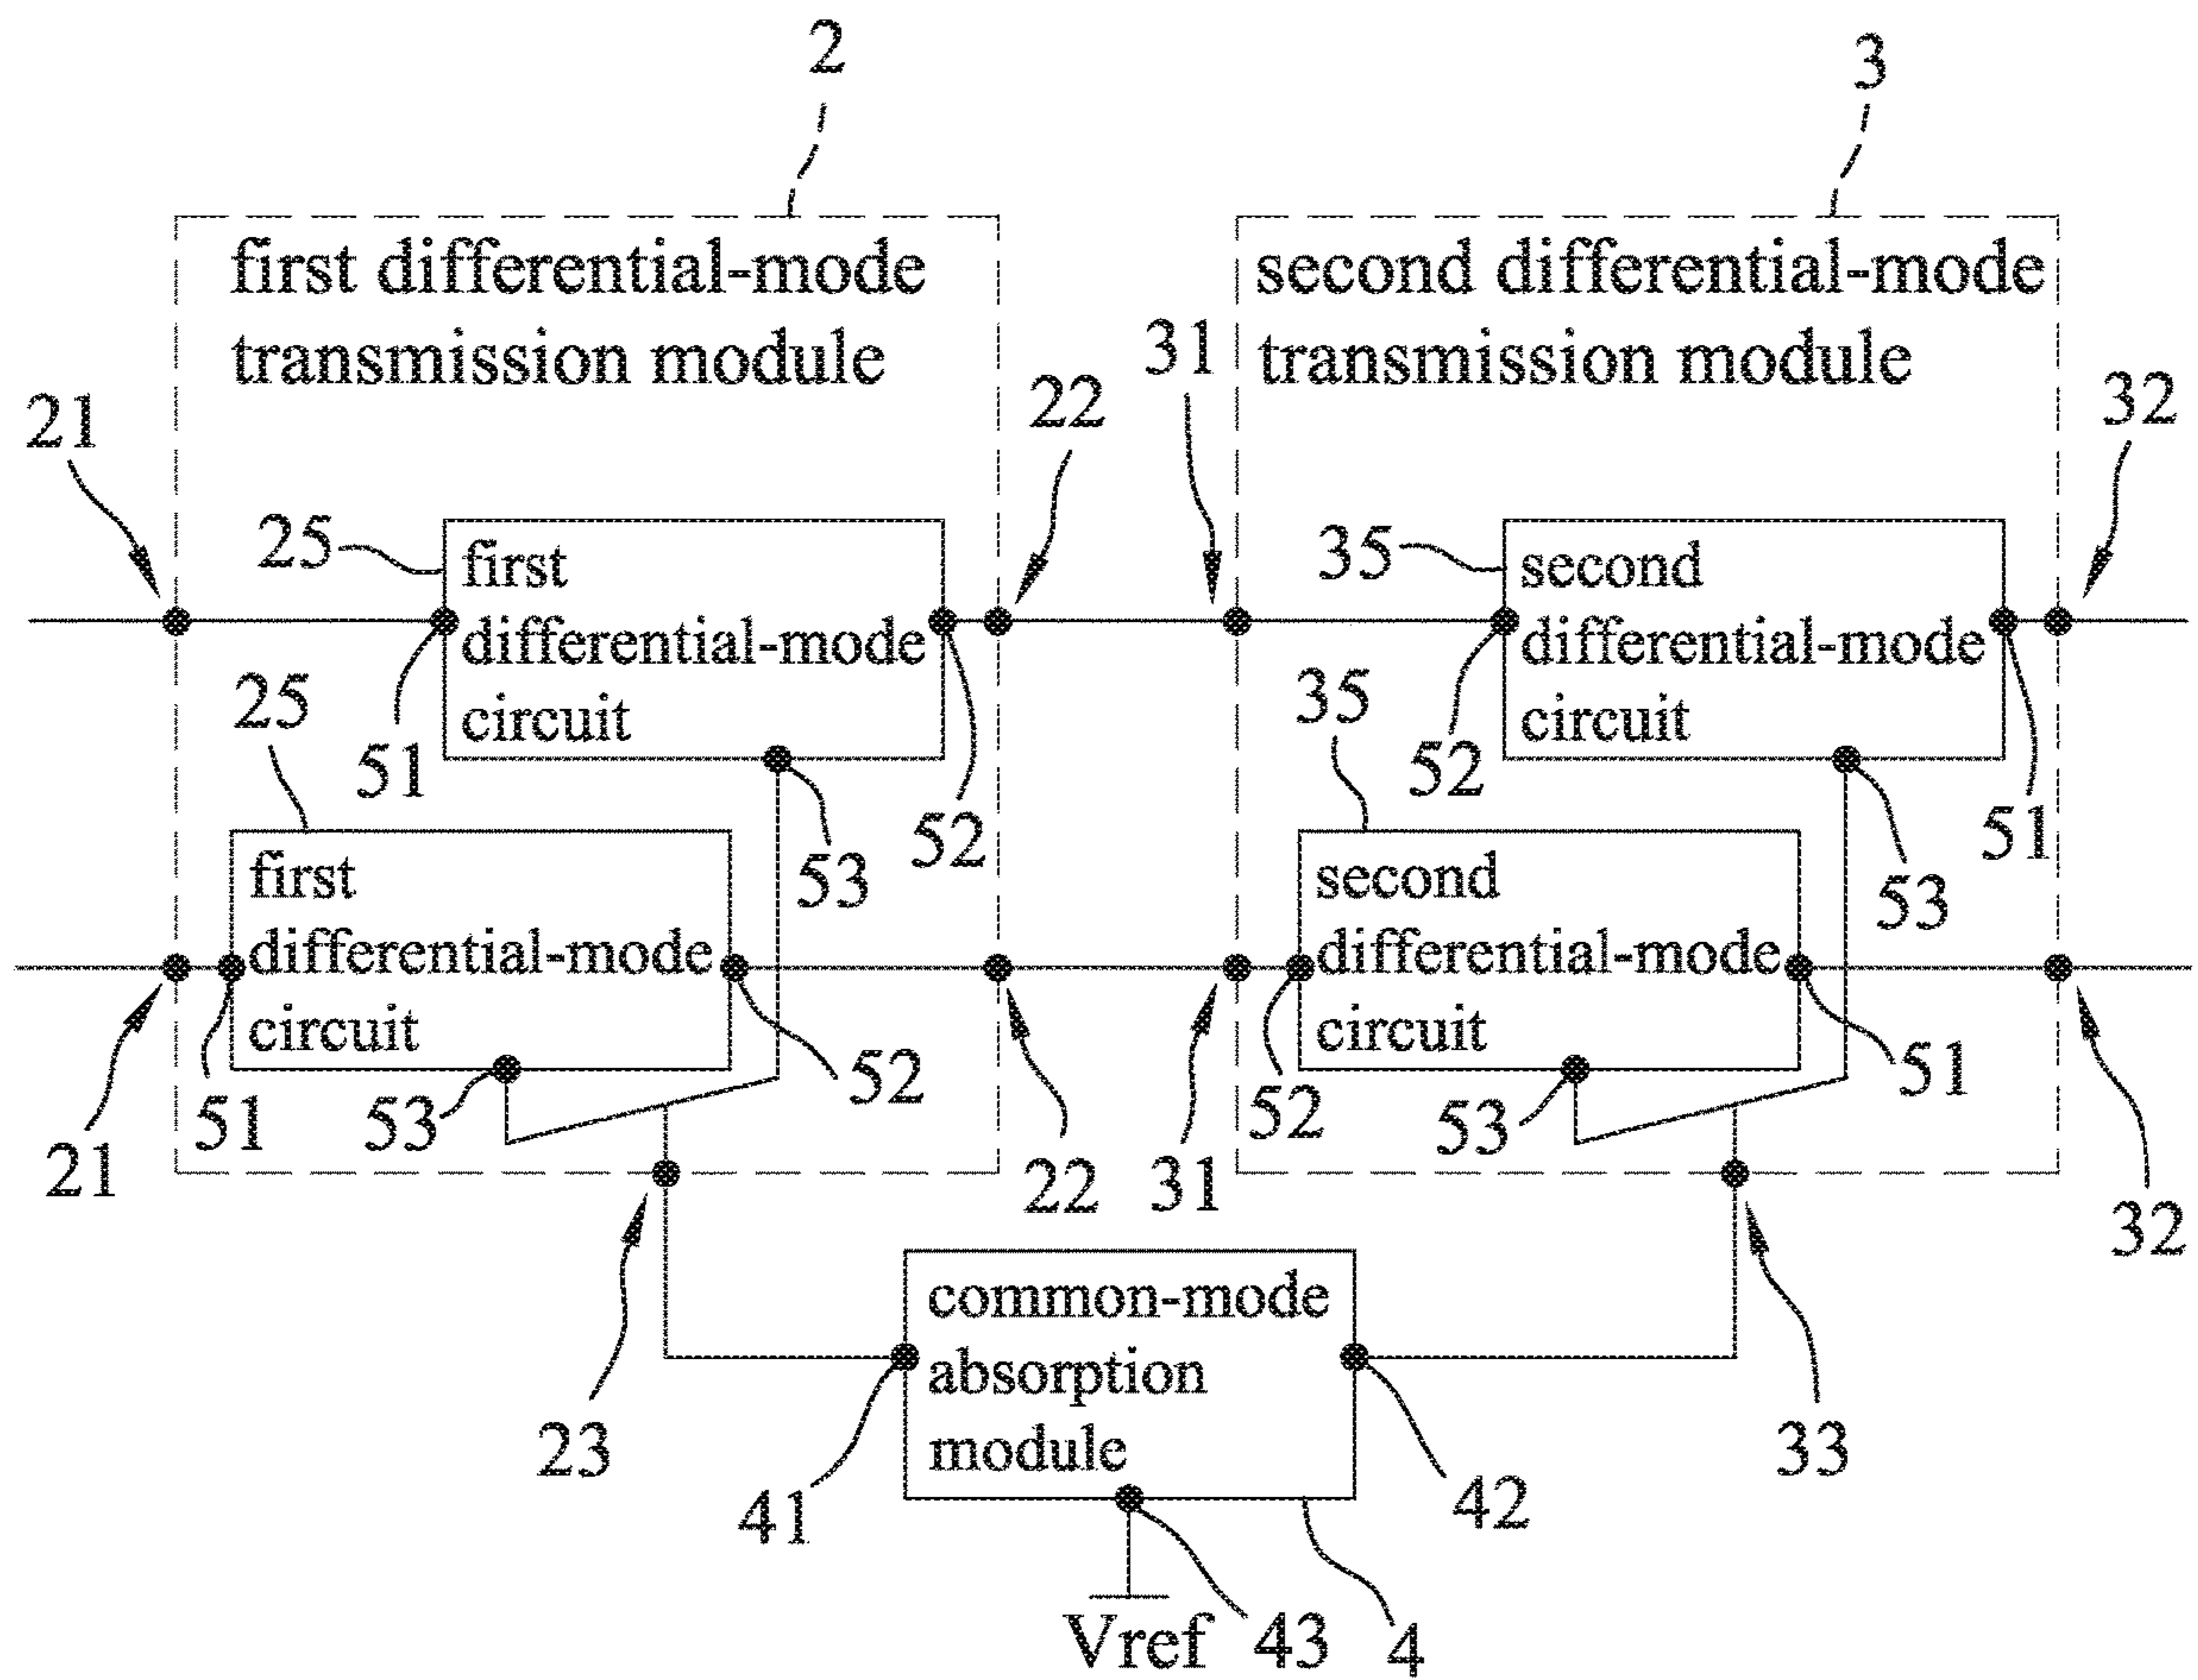 2
3
first differential-mode
transmission module
second differential-mode
transmission module
21
22
31
32
25
first
differential-mode
circuit
35
second
differential-mode
circuit
25
51
52
53
35
52
51
53
first
differential-mode
circuit
second
differential-mode
circuit
21
51
53
52
22
31
52
53
51
32
23
common-mode
absorption
module
33
41
42
Vref
43
4